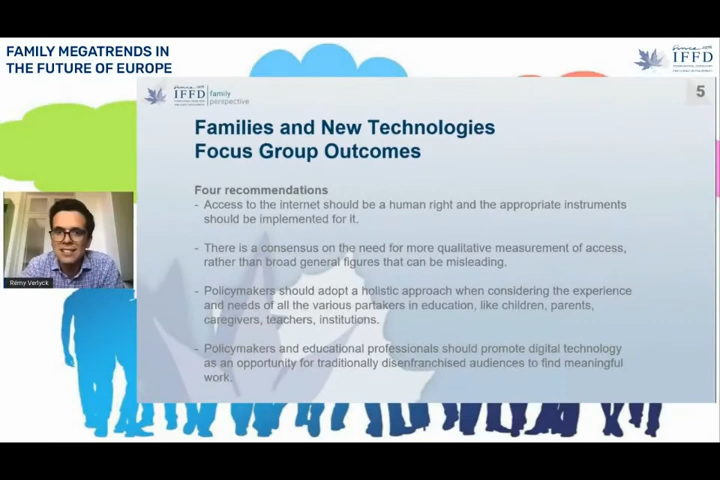 FAMILY MEGATRENDS IN
THE FUTURE OF EUROPE
IFFD
IFFD
family
perspective
5
Families and New Technologies
Focus Group Outcomes
Four recommendations
- Access to the internet should be a human right and the appropriate instruments
should be implemented for it.
- There is a consensus on the need for more qualitative measurement of access,
rather than broad general figures that can be misleading.
- Policymakers should adopt a holistic approach when considering the experience
and needs of all the various partakers in education, like children, parents,
caregivers, teachers, institutions.
- Policymakers and educational professionals should promote digital technology
as an opportunity for traditionally disenfranchised audiences to find meaningful
work.
Rémy Verlyck